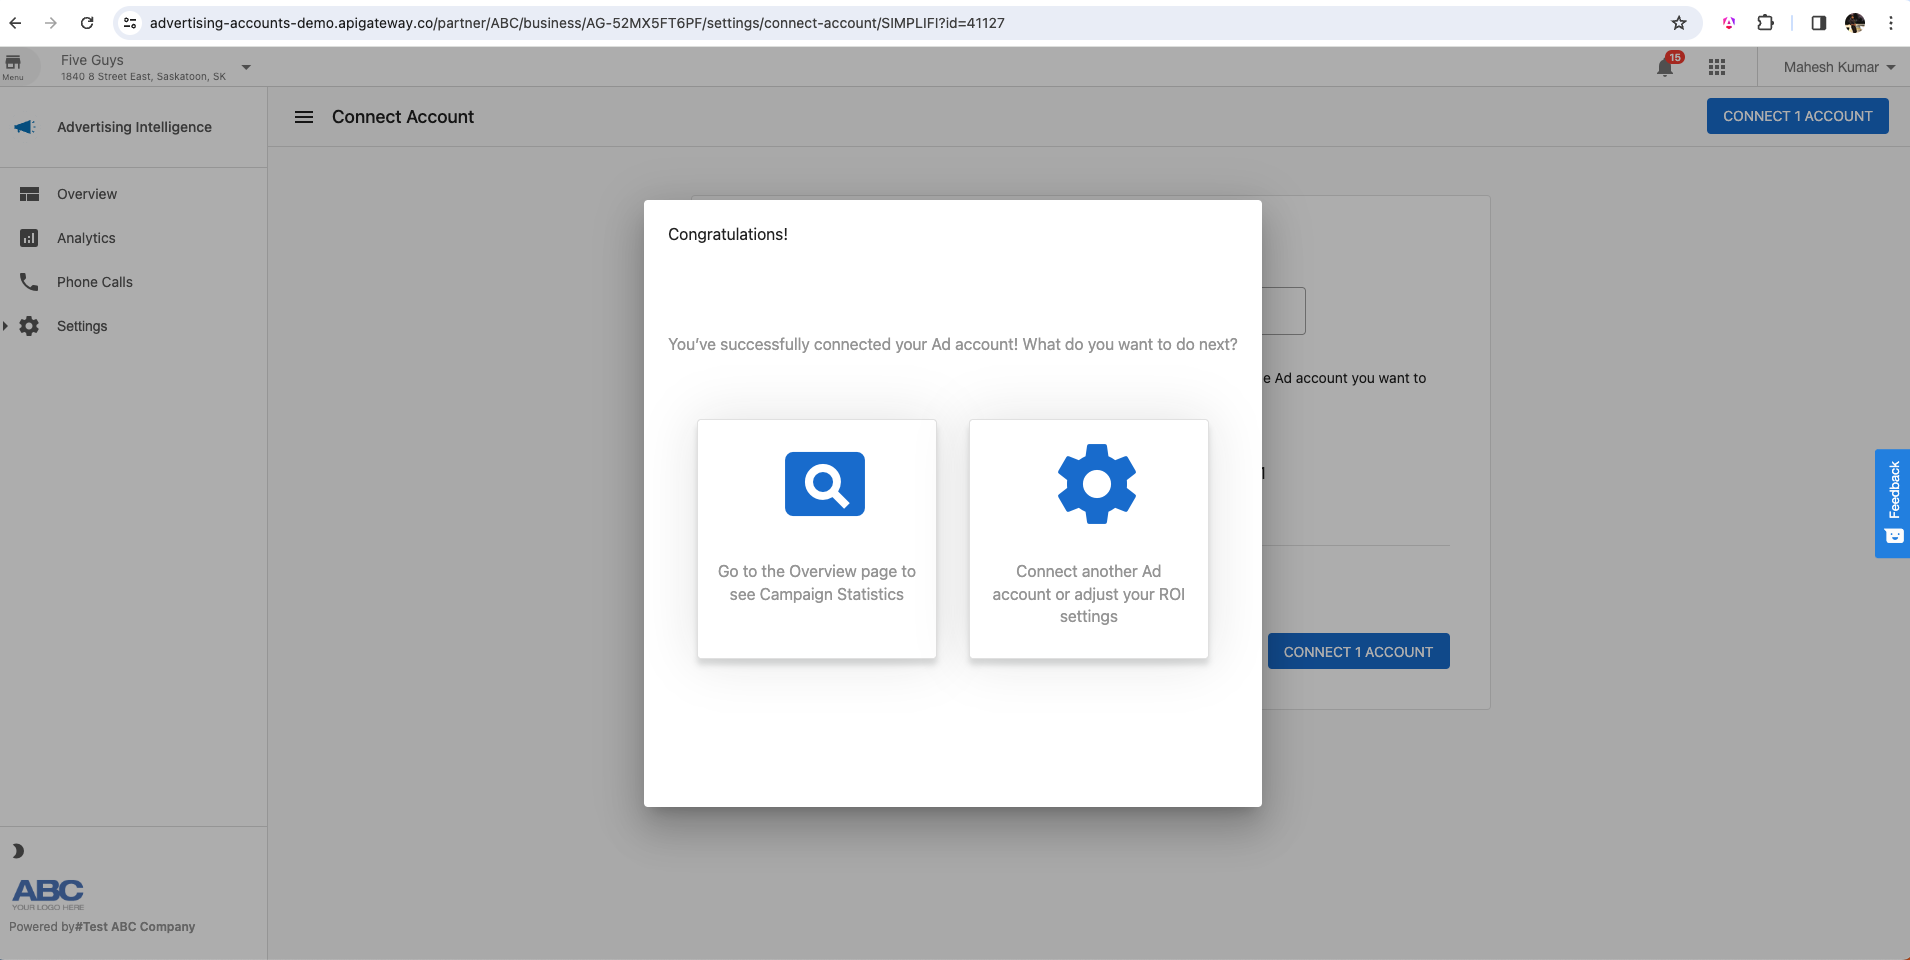 advertising-accounts-demo.apigateway.co/partner/ABC/business/AG-52MX5FT6PF/settings/connect-account/SIMPLIFI?id=41127
Menu
Five Guys
1840 8 Street East, Saskatoon, SK
15
Mahesh Kumar
Advertising Intelligence
Connect Account
CONNECT 1 ACCOUNT
Overview
Analytics
Phone Calls
Settings
Congratulations!
You’ve successfully connected your Ad account! What do you want to do next?
Go to the Overview page to
see Campaign Statistics
Connect another Ad
account or adjust your ROI
settings
Ad account you want to
CONNECT 1 ACCOUNT
Feedback
ABC
YOUR LOGO HERE
Powered by#Test ABC Company